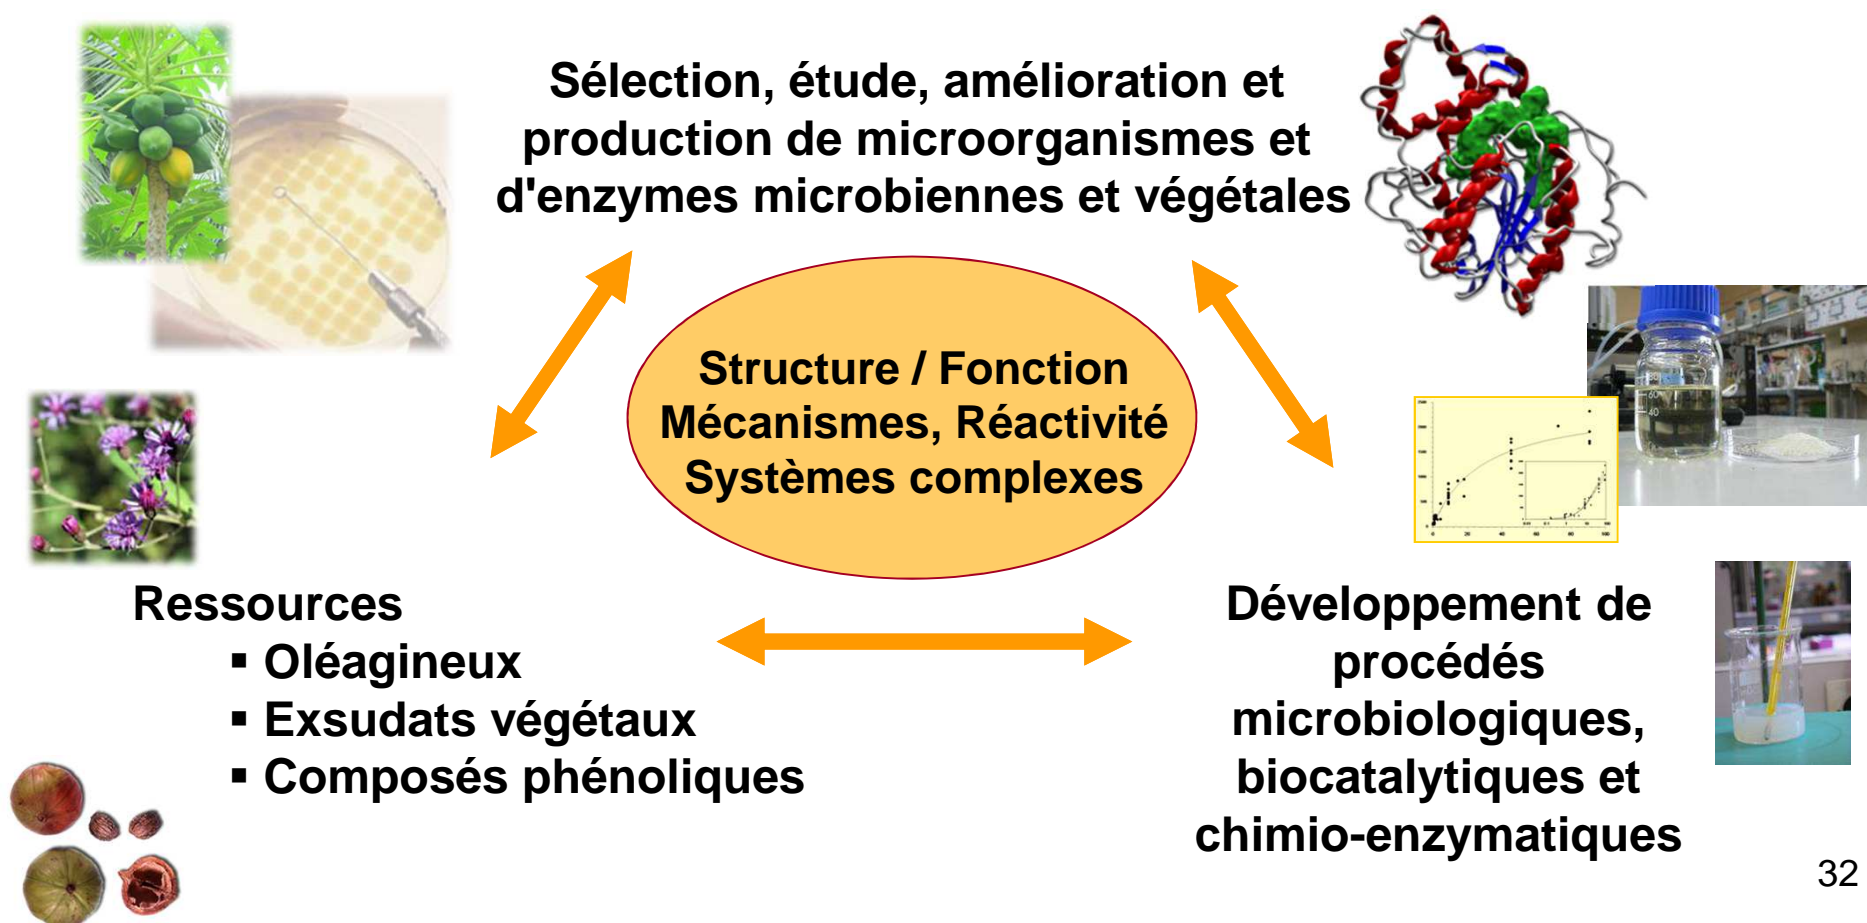 Sélection, étude, amélioration et
production de microorganismes et
d'enzymes microbiennes et végétales
Structure / Fonction
Mécanismes, Réactivité
Systèmes complexes
Ressources
▪ Oléagineux
▪ Exsudats végétaux
▪ Composés phénoliques
Développement de
procédés
microbiologiques,
biocatalytiques et
chimio-enzymatiques
32